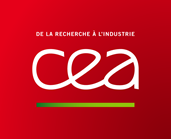 DE LA RECHERCHE À L'INDUSTRIE
cea